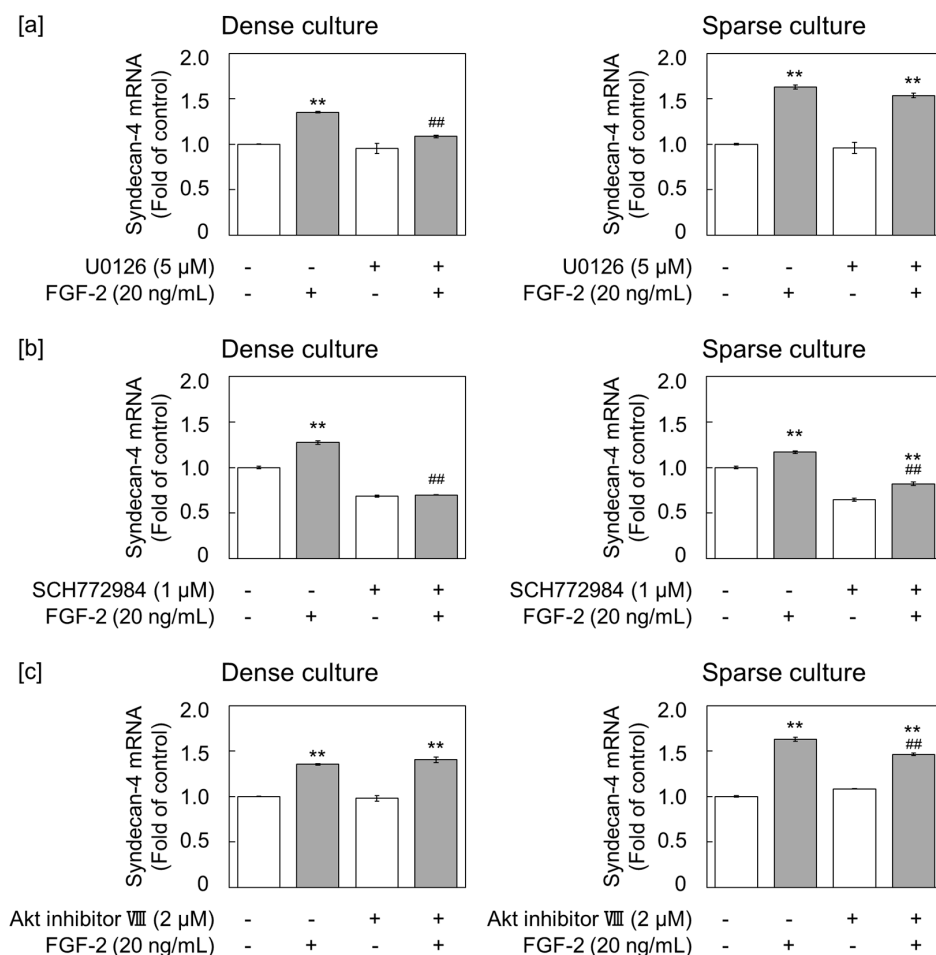 [a]
Dense culture
Sparse culture
Syndecan-4 mRNA
(Fold of control)
2.0
1.5
1.0
0.5
0
**
##
U0126 (5 µM) - - + +
FGF-2 (20 ng/mL) - + - +
Syndecan-4 mRNA
(Fold of control)
2.0
1.5
1.0
0.5
0
**
**
U0126 (5 µM) - - + +
FGF-2 (20 ng/mL) - + - +
[b]
Dense culture
Sparse culture
Syndecan-4 mRNA
(Fold of control)
2.0
1.5
1.0
0.5
0
**
##
SCH772984 (1 µM) - - + +
FGF-2 (20 ng/mL) - + - +
Syndecan-4 mRNA
(Fold of control)
2.0
1.5
1.0
0.5
0
**
**
##
SCH772984 (1 µM) - - + +
FGF-2 (20 ng/mL) - + - +
[c]
Dense culture
Sparse culture
Syndecan-4 mRNA
(Fold of control)
2.0
1.5
1.0
0.5
0
**
**
Akt inhibitor Ⅷ (2 µM) - - + +
FGF-2 (20 ng/mL) - + - +
Syndecan-4 mRNA
(Fold of control)
2.0
1.5
1.0
0.5
0
**
**
##
Akt inhibitor Ⅷ (2 µM) - - + +
FGF-2 (20 ng/mL) - + - +